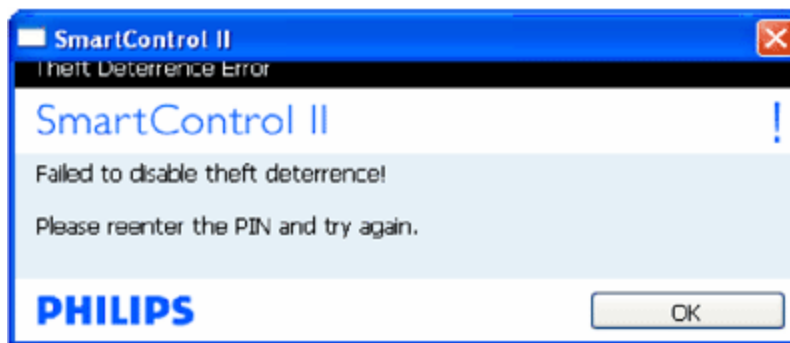 SmartControl II
Theft Deterrence Error
SmartControl II
!
Failed to disable theft deterrence!
Please reenter the PIN and try again.
PHILIPS
OK